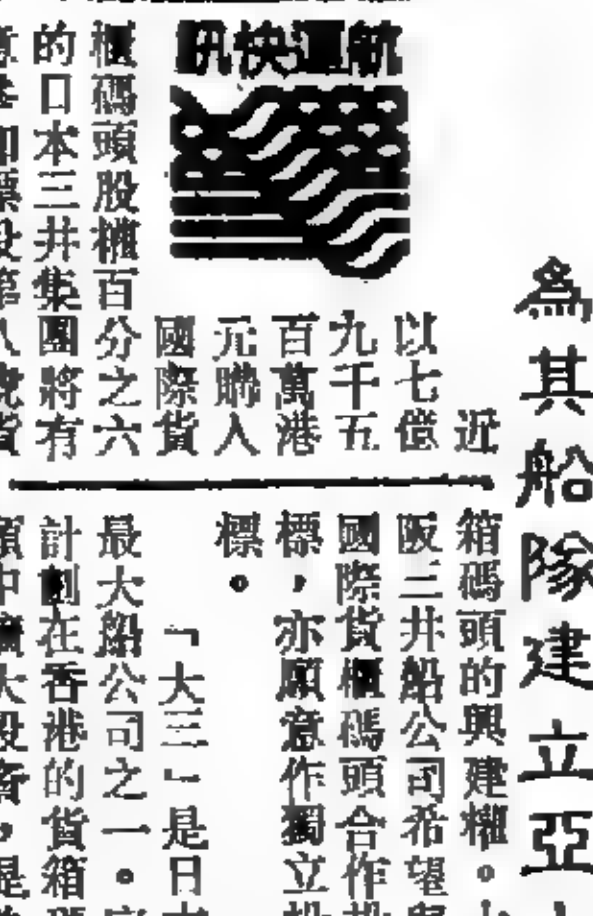 為其船隊建立亞
航運快訊
近
以七億
九千五
百萬港
元購入
國際貨
櫃碼頭股權百分之六
的日本三井集團將有
箱碼頭的興建權。
阪三井船公司希望
國際貨櫃碼頭合作
標,亦願意作獨立
標。
「大三」是日
最大船公司之一。
計劃在香港的貨箱